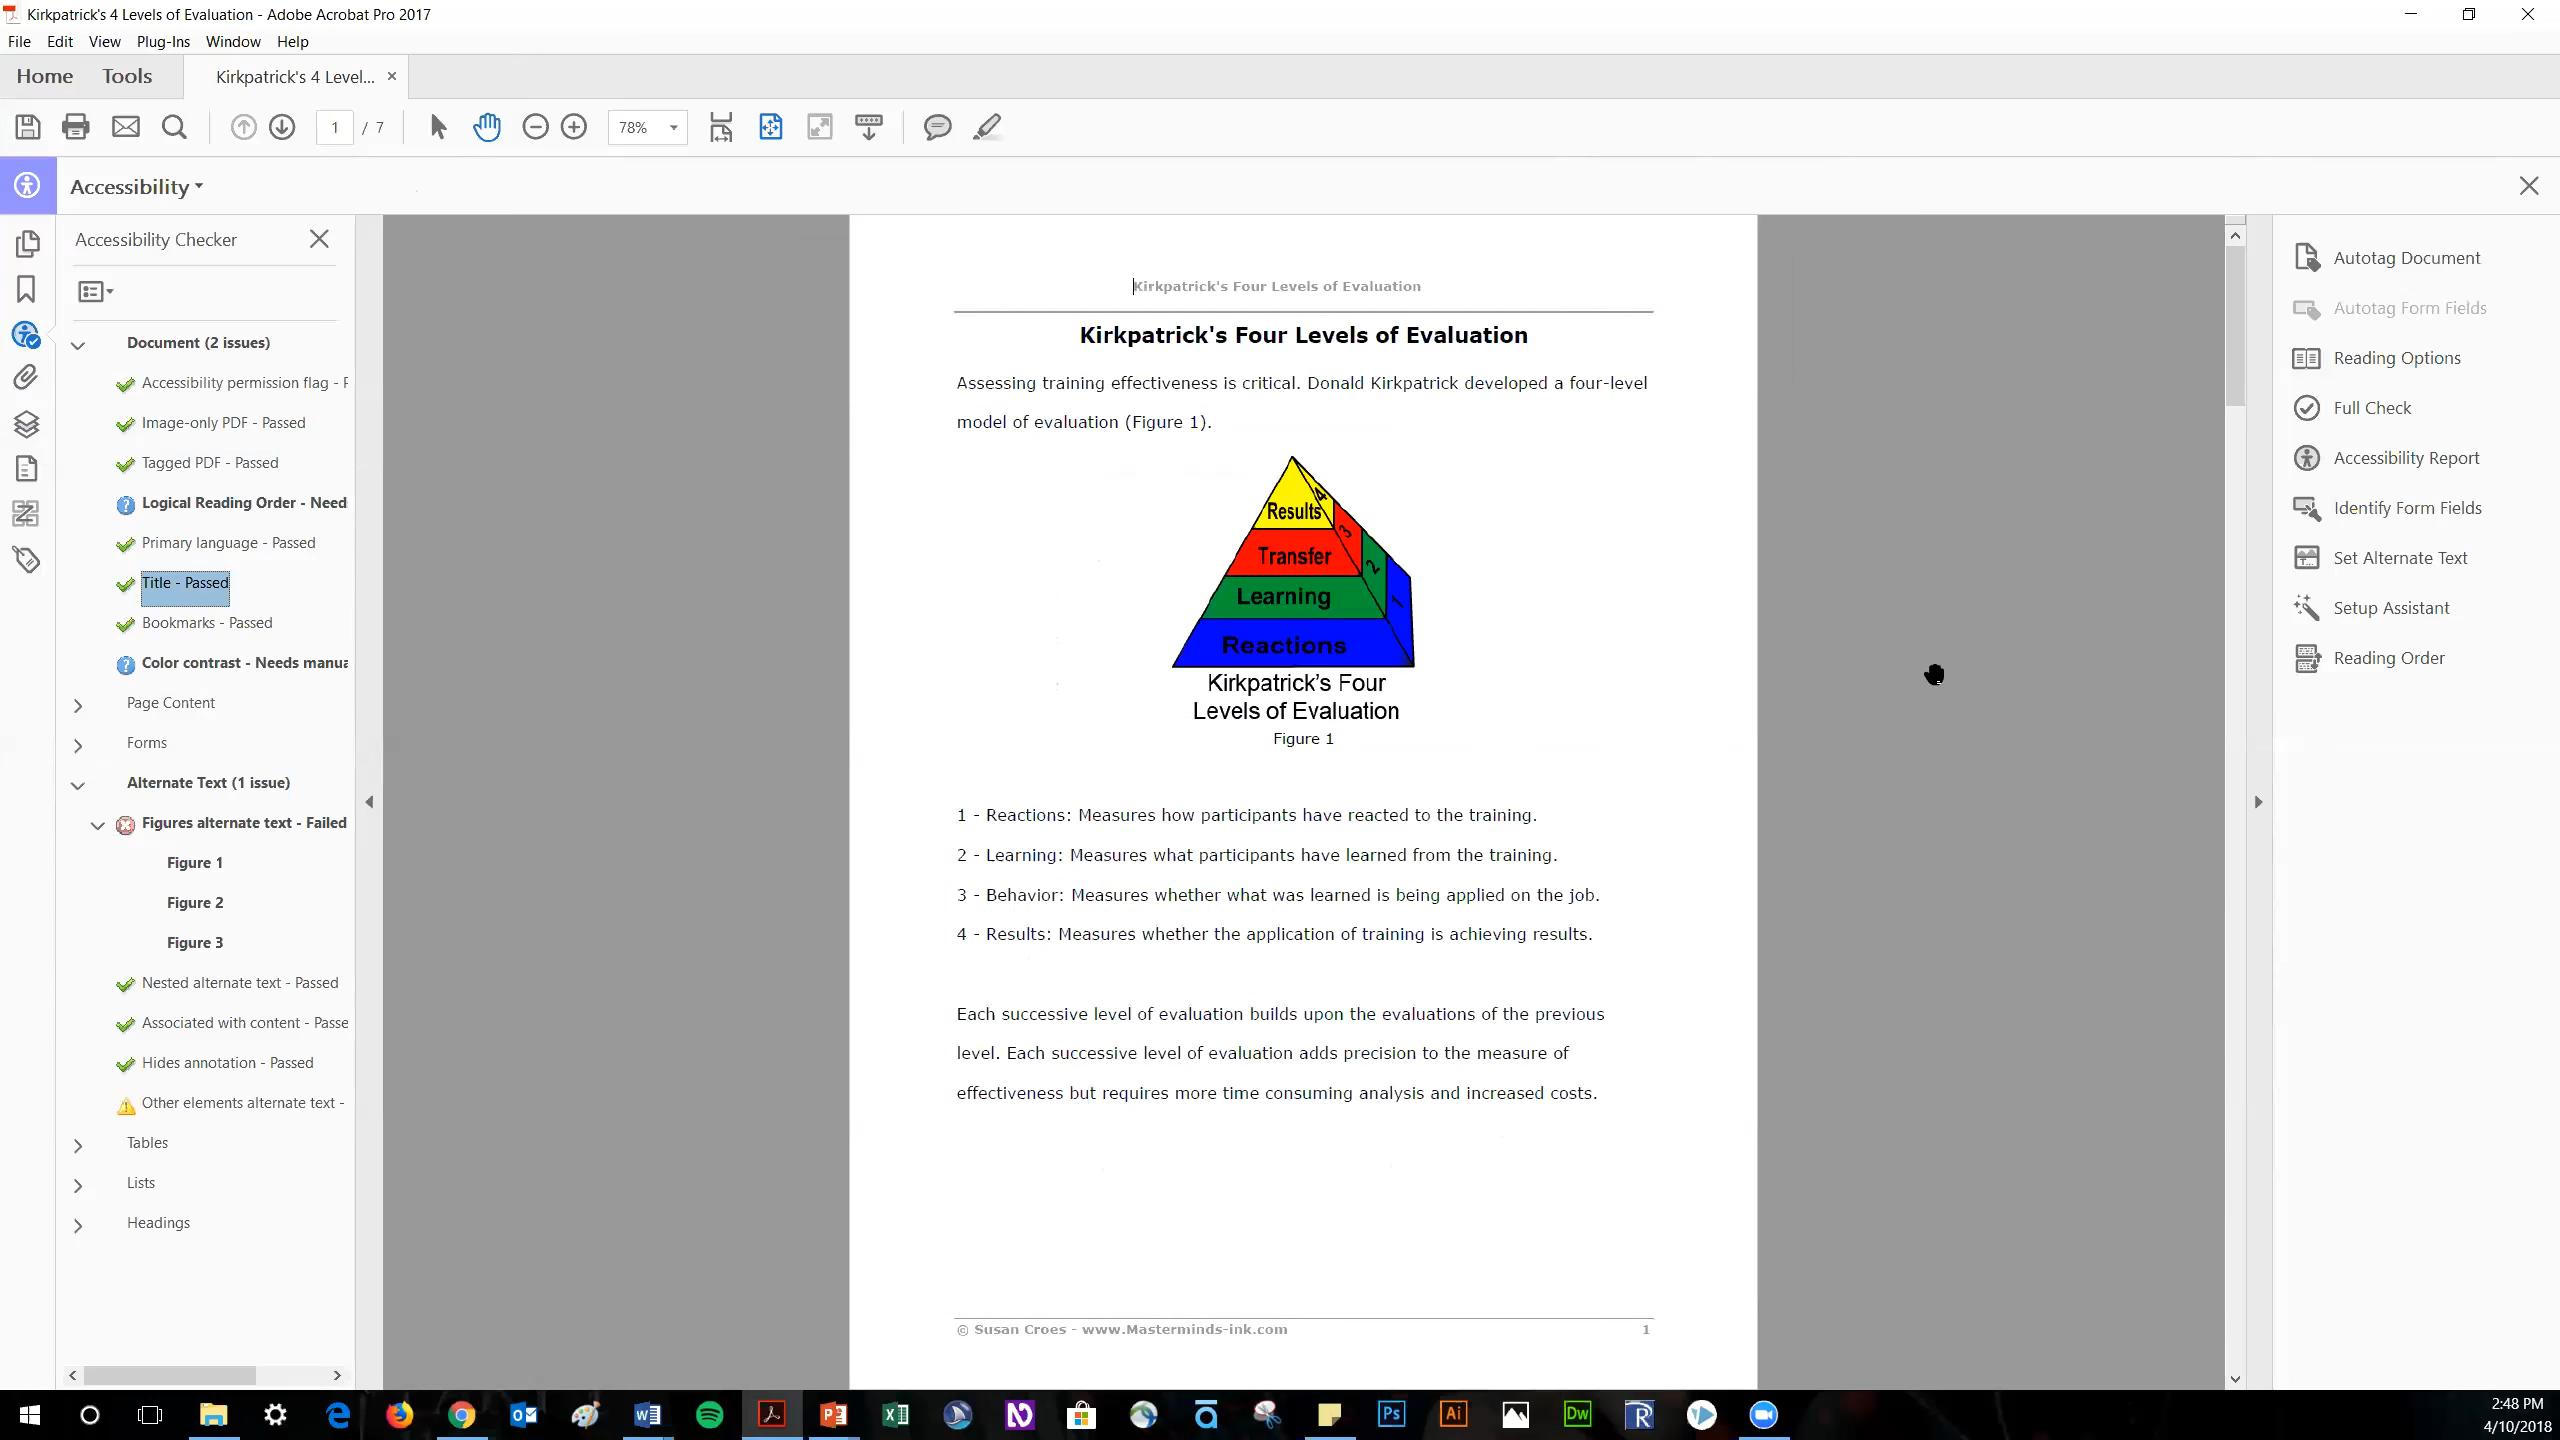 Kirkpatrick's 4 Levels of Evaluation - Adobe Acrobat Pro 2017
File Edit View Plug-Ins Window Help
Home Tools Kirkpatrick's 4 Level... ×
1 / 7 78%
Accessibility
Accessibility Checker
Document (2 issues)
Accessibility permission flag - P
Image-only PDF - Passed
Tagged PDF - Passed
Logical Reading Order - Need
Primary language - Passed
Title - Passed
Bookmarks - Passed
Color contrast - Needs manua
Page Content
Forms
Alternate Text (1 issue)
Figures alternate text - Failed
Figure 1
Figure 2
Figure 3
Nested alternate text - Passed
Associated with content - Passe
Hides annotation - Passed
Other elements alternate text -
Tables
Lists
Headings
Kirkpatrick's Four Levels of Evaluation
Kirkpatrick's Four Levels of Evaluation
Assessing training effectiveness is critical. Donald Kirkpatrick developed a four-level
model of evaluation (Figure 1).
Results 4
Transfer 3
Learning 2
Reactions 1
Kirkpatrick's Four
Levels of Evaluation
Figure 1
1 - Reactions: Measures how participants have reacted to the training.
2 - Learning: Measures what participants have learned from the training.
3 - Behavior: Measures whether what was learned is being applied on the job.
4 - Results: Measures whether the application of training is achieving results.
Each successive level of evaluation builds upon the evaluations of the previous
level. Each successive level of evaluation adds precision to the measure of
effectiveness but requires more time consuming analysis and increased costs.
© Susan Croes - www.Masterminds-ink.com 1
Autotag Document
Autotag Form Fields
Reading Options
Full Check
Accessibility Report
Identify Form Fields
Set Alternate Text
Setup Assistant
Reading Order
Ps Ai Dw
2:48 PM
4/10/2018